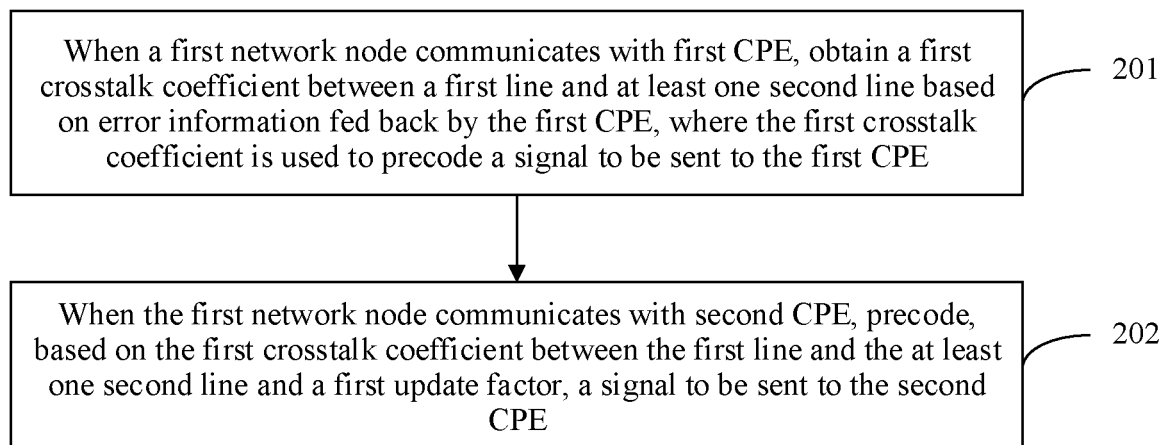 When a first network node communicates with first CPE, obtain a first
crosstalk coefficient between a first line and at least one second line based
on error information fed back by the first CPE, where the first crosstalk
coefficient is used to precode a signal to be sent to the first CPE
201
When the first network node communicates with second CPE, precode,
based on the first crosstalk coefficient between the first line and the at least
one second line and a first update factor, a signal to be sent to the second
CPE
202